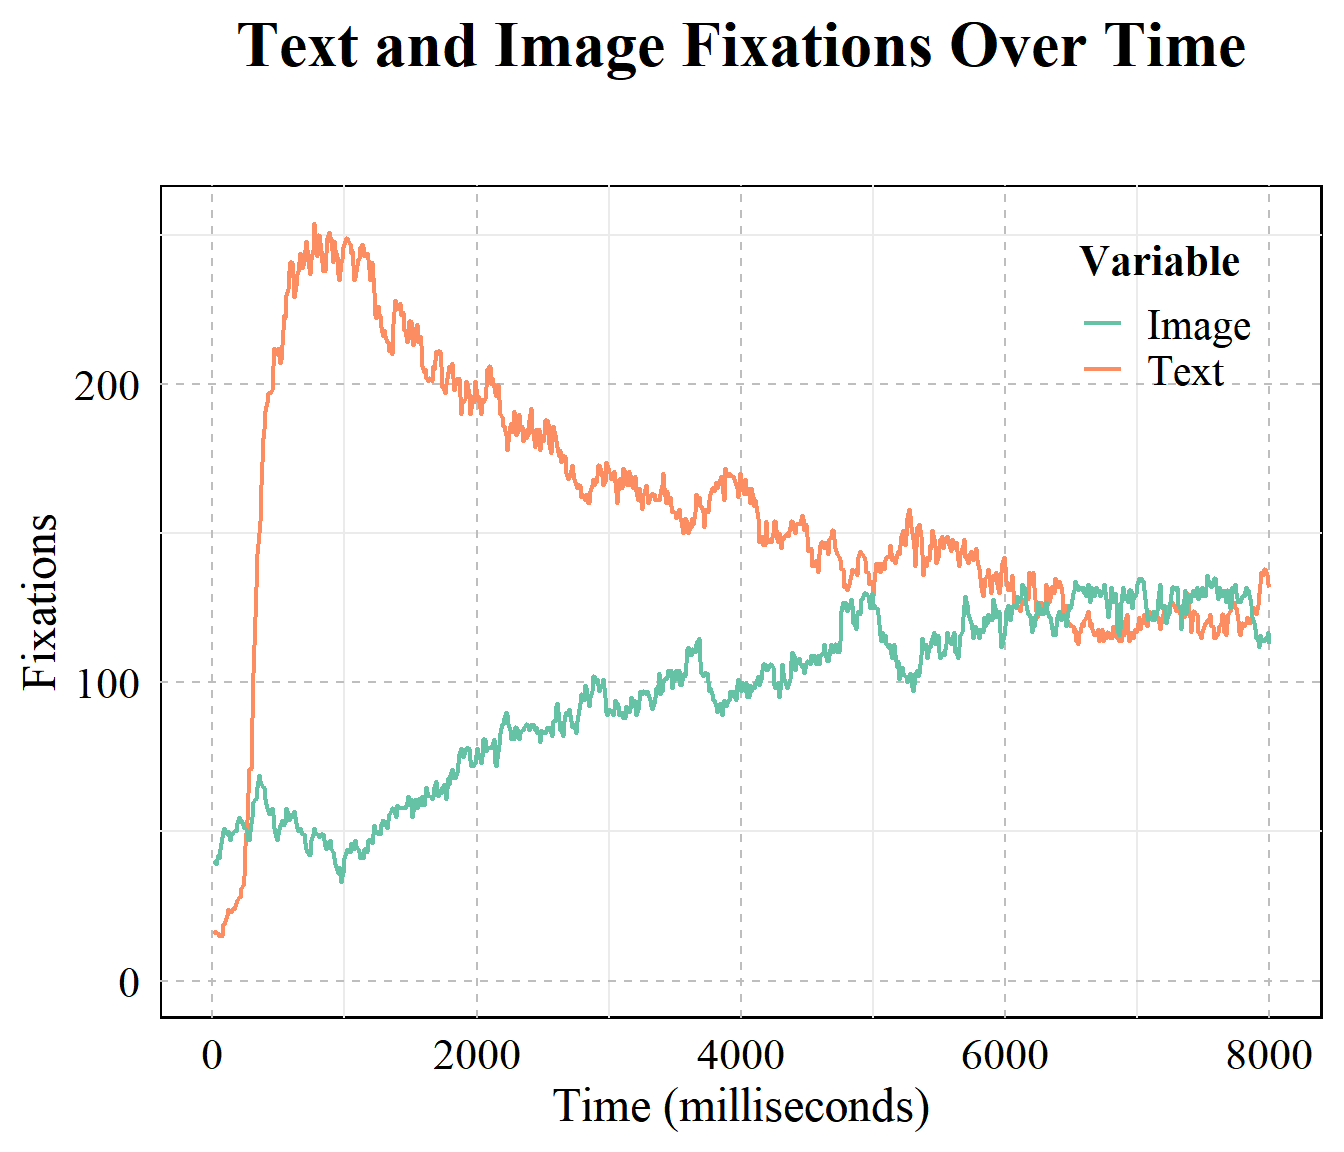 Text and Image Fixations Over Time
Variable
Image
Text
200
100
0
Fixations
0 2000 4000 6000 8000
Time (milliseconds)